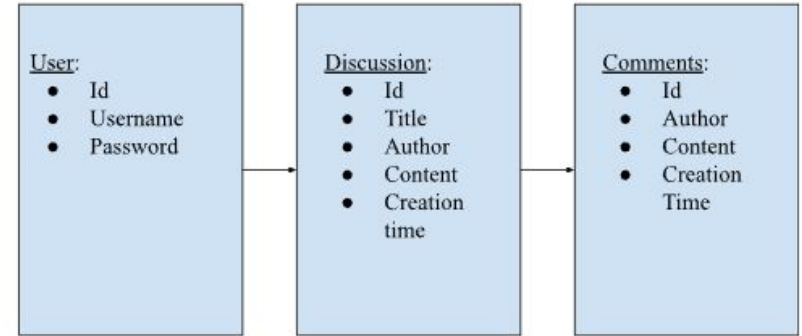 User:
● Id
● Username
● Password
Discussion:
● Id
● Title
● Author
● Content
● Creation
time
Comments:
● Id
● Author
● Content
● Creation
Time